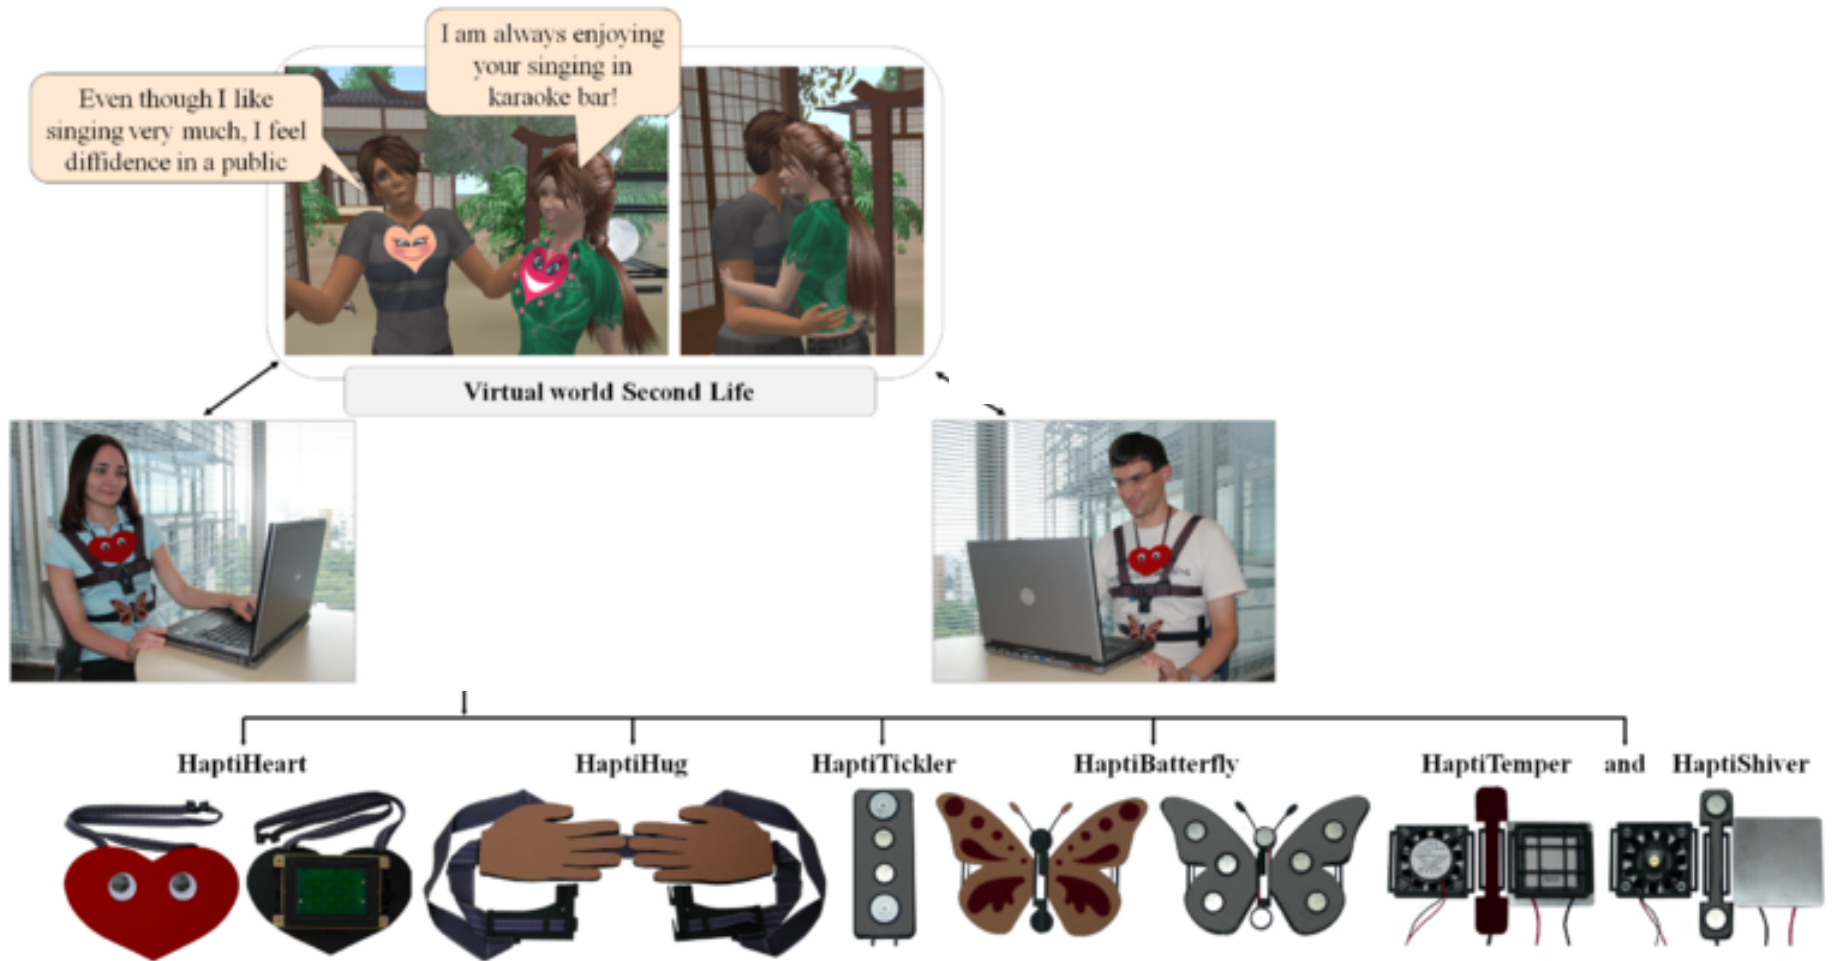 Even though I like
singing very much, I feel
diffidence in a public
I am always enjoying
your singing in
karaoke bar!
Virtual world Second Life
HaptiHeart
HaptiHug
HaptiTickler
HaptiBatterfly
HaptiTemper and HaptiShiver